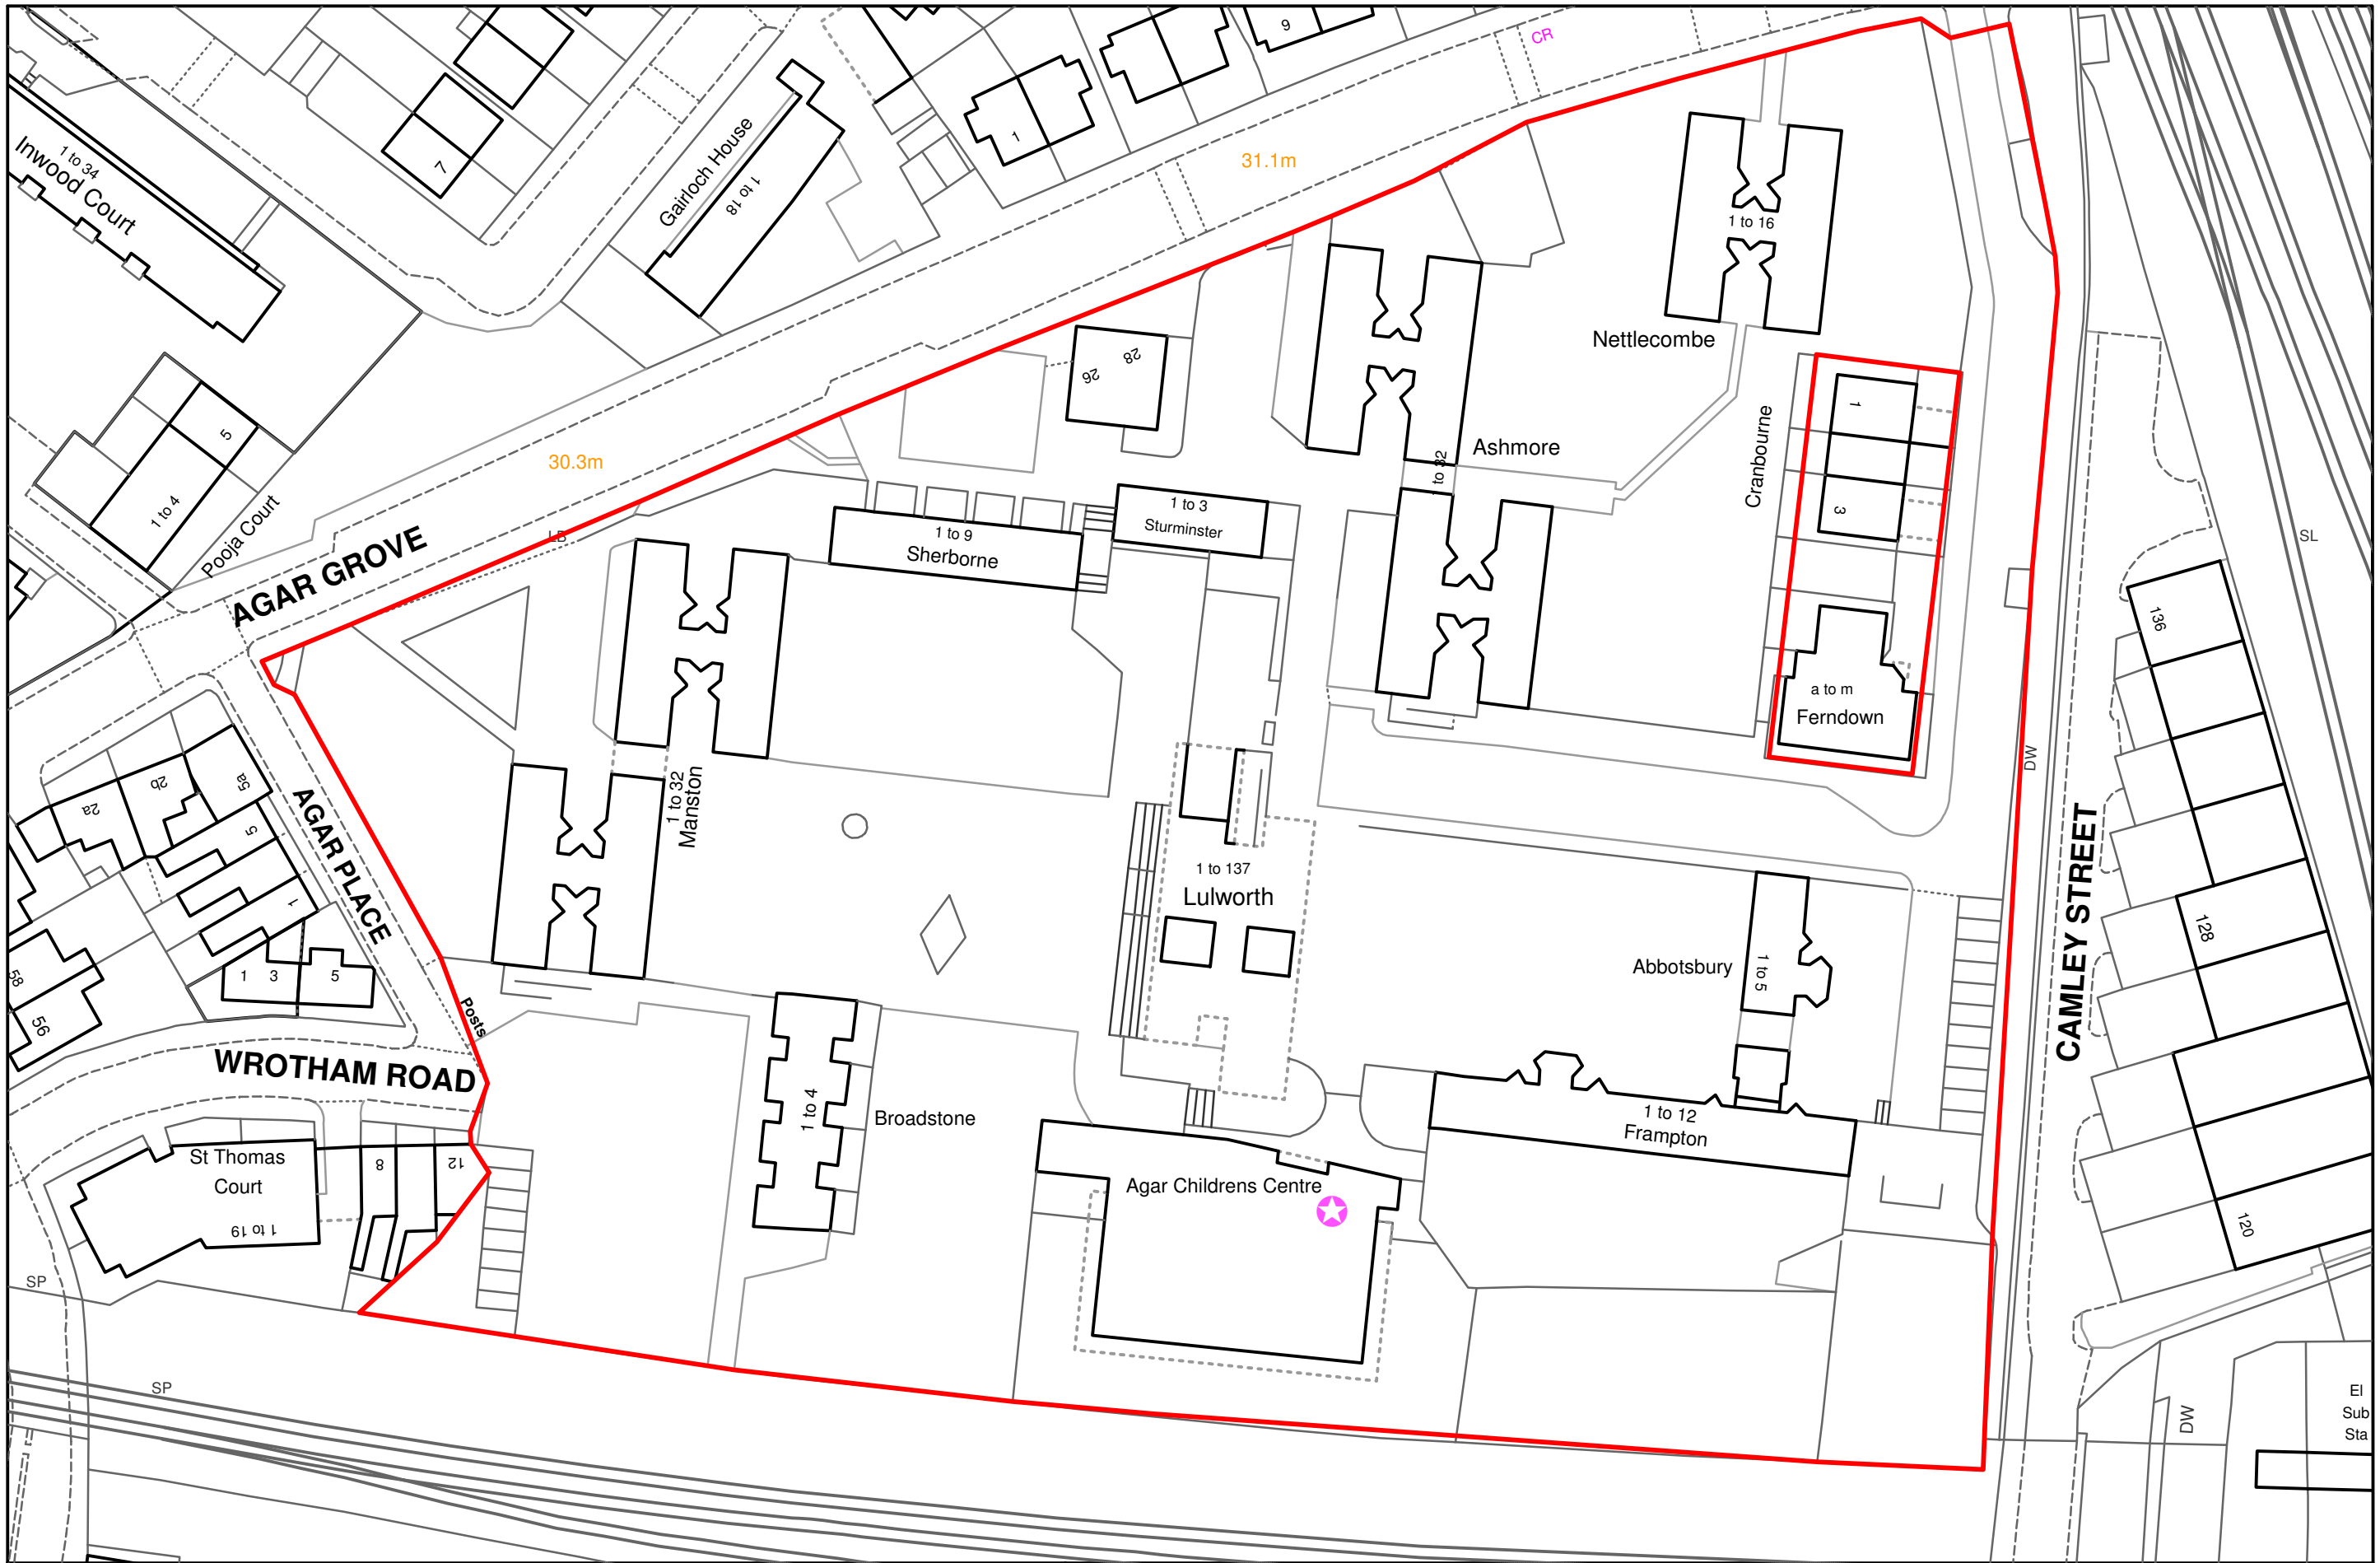 9
CR
1
31.1m
7
Gairloch House
1 to 18
1 to 34
Inwood Court
1 to 16
Nettlecombe
28
26
5
1 to 4
Pooja Court
30.3m
AGAR GROVE
LB
1 to 9
Sherborne
1 to 3
Sturminster
Ashmore
1 to 32
Cranbourne
1
3
a to m
Ferndown
SL
136
DW
1 to 32
Manston
2a
2b
5a
5
1
AGAR PLACE
1 3 5
58
56
Posts
WROTHAM ROAD
1 to 137
Lulworth
Abbotsbury
1 to 5
CAMLEY STREET
128
120
1 to 4
Broadstone
1 to 12
Frampton
Agar Childrens Centre
St Thomas
Court
1 to 19
8
12
SP
SP
DW
El
Sub
Sta